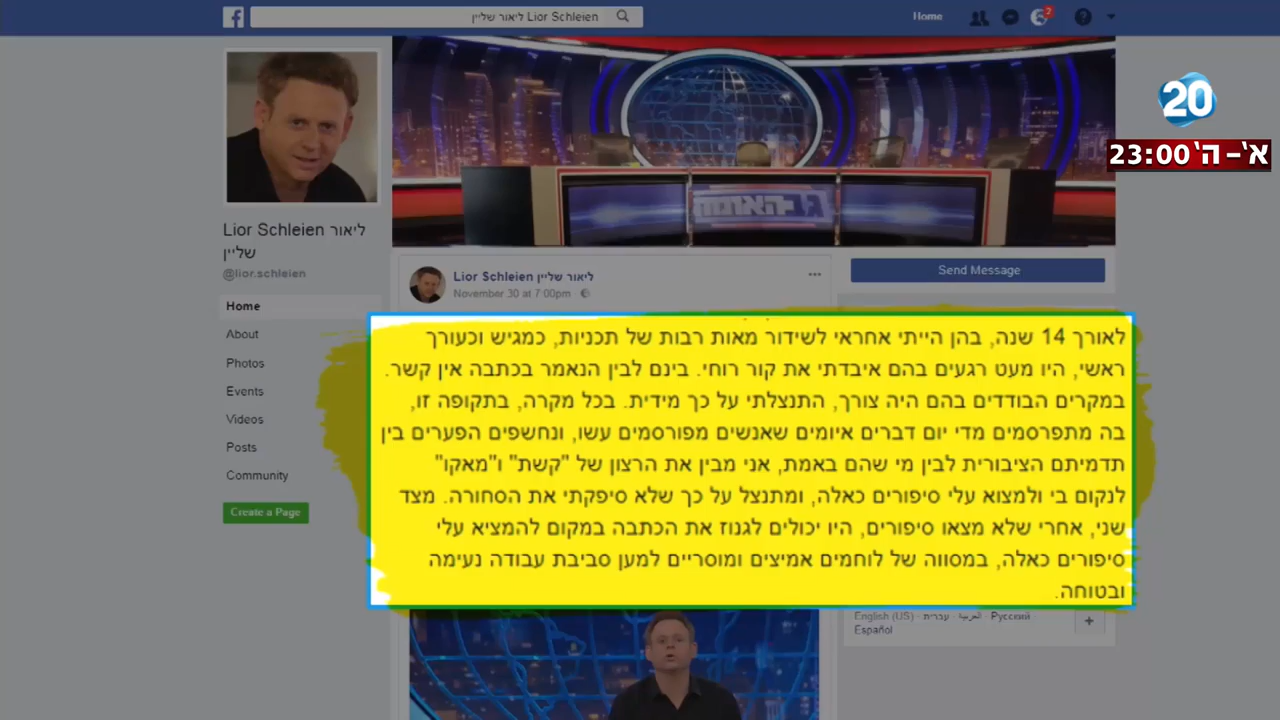 Lior Schleien ליאור שליין
Home
2
20
א'-ה' 23:00
גב-האומה
Lior Schleien ליאור
שליין
@lior.schleien
Home
About
Photos
Events
Videos
Posts
Community
Create a Page
Lior Schleien ליאור שליין
November 30 at 7:00pm
Send Message
לאורך 14 שנה, בהן הייתי אחראי לשידור מאות רבות של תכניות, כמגיש וכעורך
ראשי, היו מעט רגעים בהם איבדתי את קור רוחי. בינם לבין הנאמר בכתבה אין קשר.
במקרים הבודדים בהם היה צורך, התנצלתי על כך מידית. בכל מקרה, בתקופה זו,
בה מתפרסמים מדי יום דברים איומים שאנשים מפורסמים עשו, ונחשפים הפערים בין
תדמיתם הציבורית לבין מי שהם באמת, אני מבין את הרצון של "קשת" ו"מאקו"
לנקום בי ולמצוא עלי סיפורים כאלה, ומתנצל על כך שלא סיפקתי את הסחורה. מצד
שני, אחרי שלא מצאו סיפורים, היו יכולים לגנוז את הכתבה במקום להמציא עלי
סיפורים כאלה, במסווה של לוחמים אמיצים ומוסריים למען סביבת עבודה נעימה
ובטוחה.
English (US) · עברית · العربية · Русский ·
Español